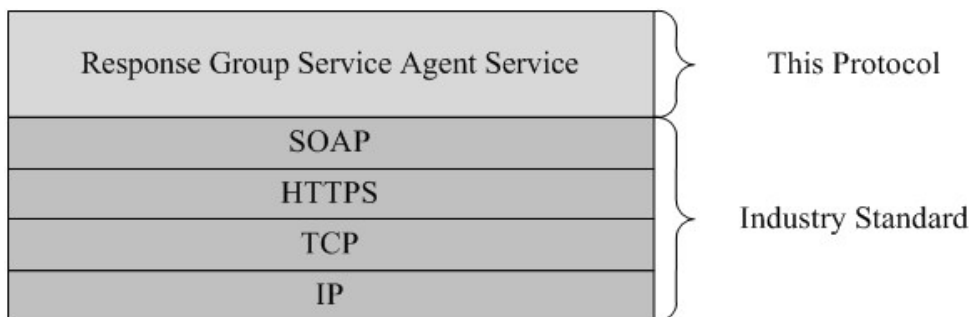 Response Group Service Agent Service
This Protocol
SOAP
HTTPS
TCP
IP
Industry Standard